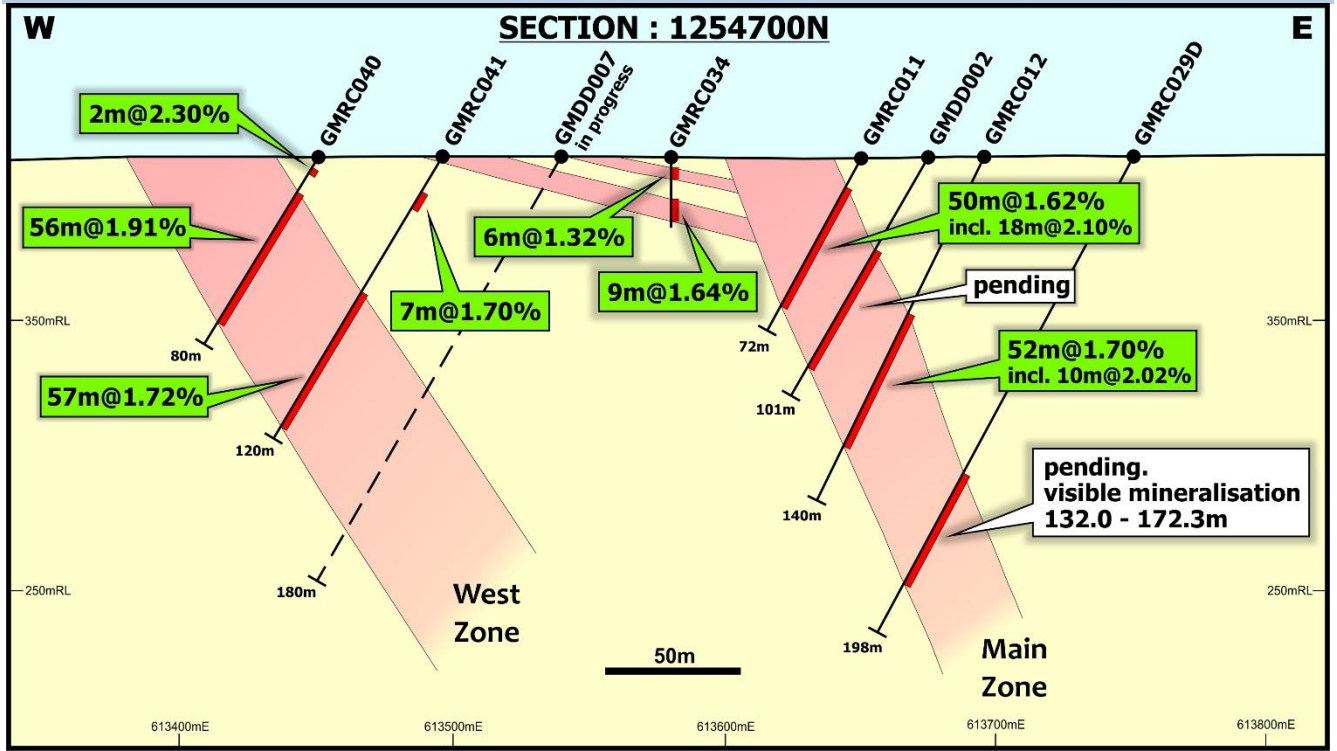 W
SECTION : 1254700N
E
GMRC040
GMRC041
GMDD007
in progress
GMRC034
GMRC011
GMDD002
GMRC012
GMRC029D
2m@2.30%
56m@1.91%
57m@1.72%
7m@1.70%
6m@1.32%
9m@1.64%
50m@1.62%
incl. 18m@2.10%
pending
52m@1.70%
incl. 10m@2.02%
pending.
visible mineralisation
132.0 - 172.3m
350mRL
350mRL
80m
120m
180m
72m
101m
140m
198m
250mRL
250mRL
West
Zone
50m
Main
Zone
613400mE
613500mE
613600mE
613700mE
613800mE